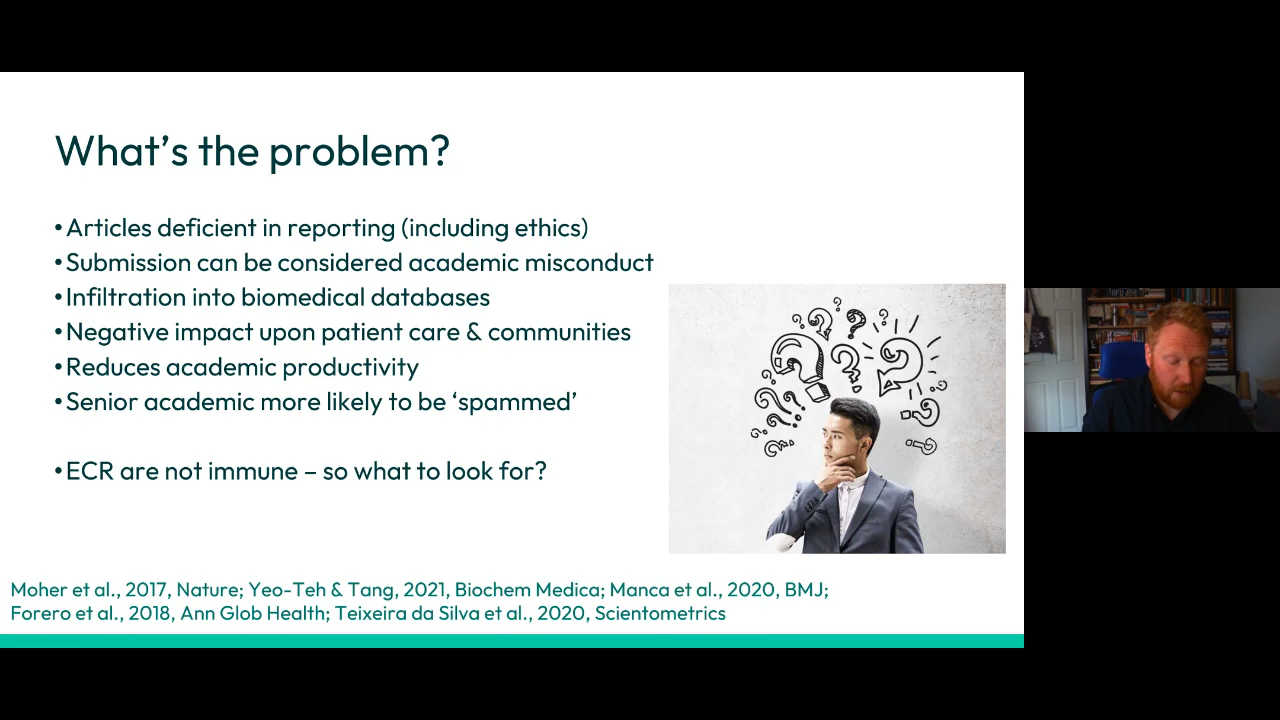 What's the problem?
•Articles deficient in reporting (including ethics)
•Submission can be considered academic misconduct
•Infiltration into biomedical databases
•Negative impact upon patient care & communities
•Reduces academic productivity
•Senior academic more likely to be ‘spammed’
•ECR are not immune – so what to look for?
Moher et al., 2017, Nature; Yeo-Teh & Tang, 2021, Biochem Medica; Manca et al., 2020, BMJ;
Forero et al., 2018, Ann Glob Health; Teixeira da Silva et al., 2020, Scientometrics